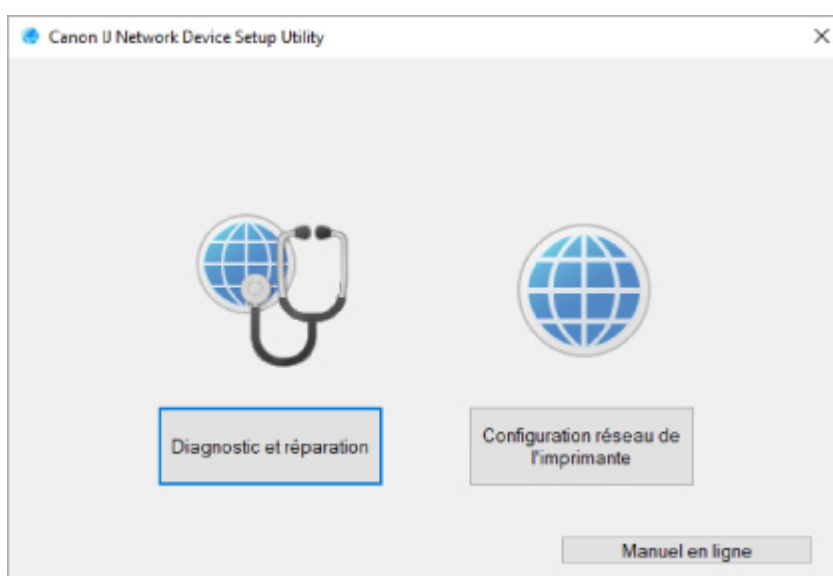 Canon IJ Network Device Setup Utility
Diagnostic et réparation
Configuration réseau de
l'imprimante
Manuel en ligne